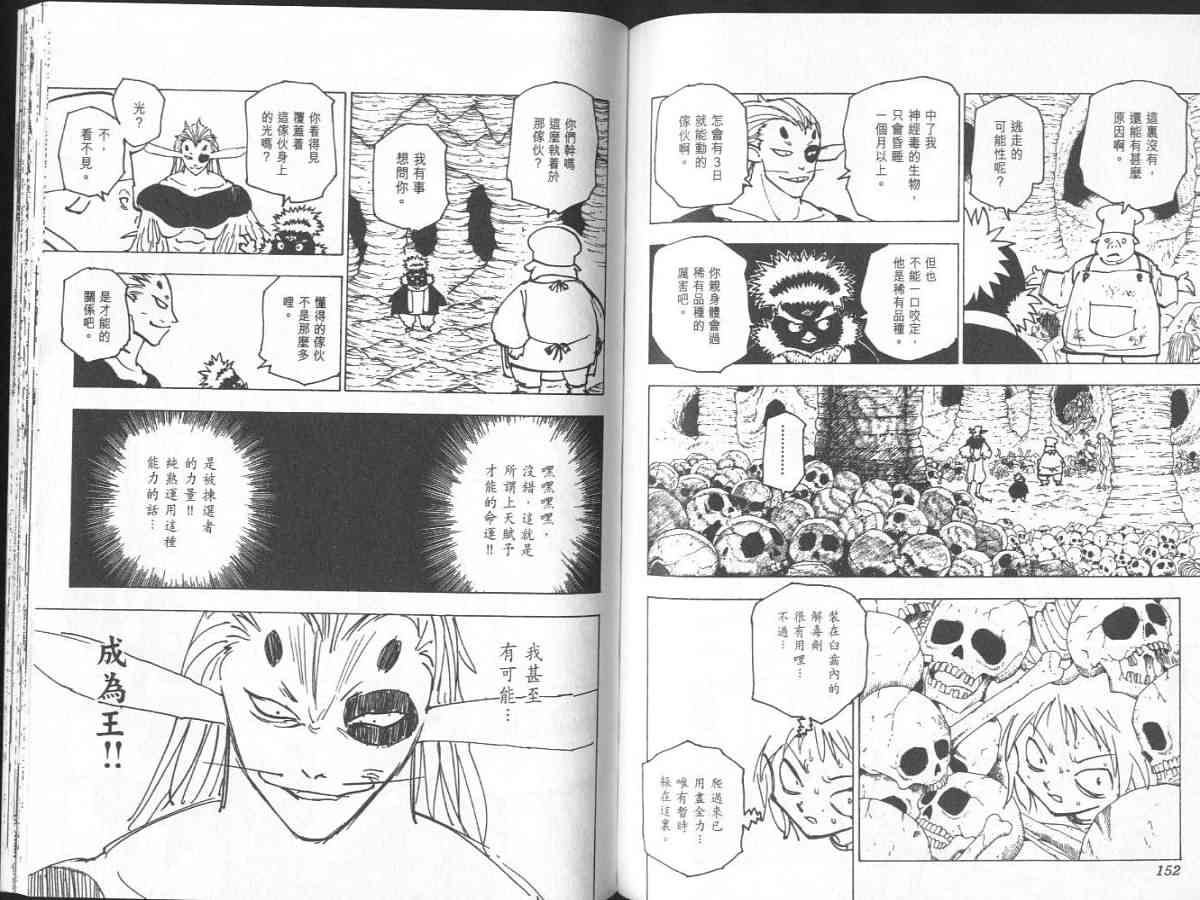 這裏沒有，
還能有甚麼
原因啊。
逃走的
可能性呢？
中了我
神經毒的生物，
只會昏睡
一個月以上。
怎會有3日
就能動的
傢伙啊。
但也
不能一口咬定，
他是稀有品種。
你親身體會過
稀有品種的
厲害吧。
…………
裝在臼齒內的
解毒劑
很有用哩…
不過…
爬過來已
用盡全力…
唯有暫時
躲在這裏。
152
你們幹嗎
這麼執着於
那傢伙？
我有事
想問你。
你看得見
覆蓋着
這傢伙身上
的光嗎？
光？
不…
看不見。
懂得的傢伙
不是那麼多
哩。
是才能的
關係吧。
嘿嘿嘿嘿，
沒錯，這就是
所謂上天賦予
才能的命運!!
是被揀選者
的力量!!
純熟運用這種
能力的話…
我甚至
有可能…
成為王!!